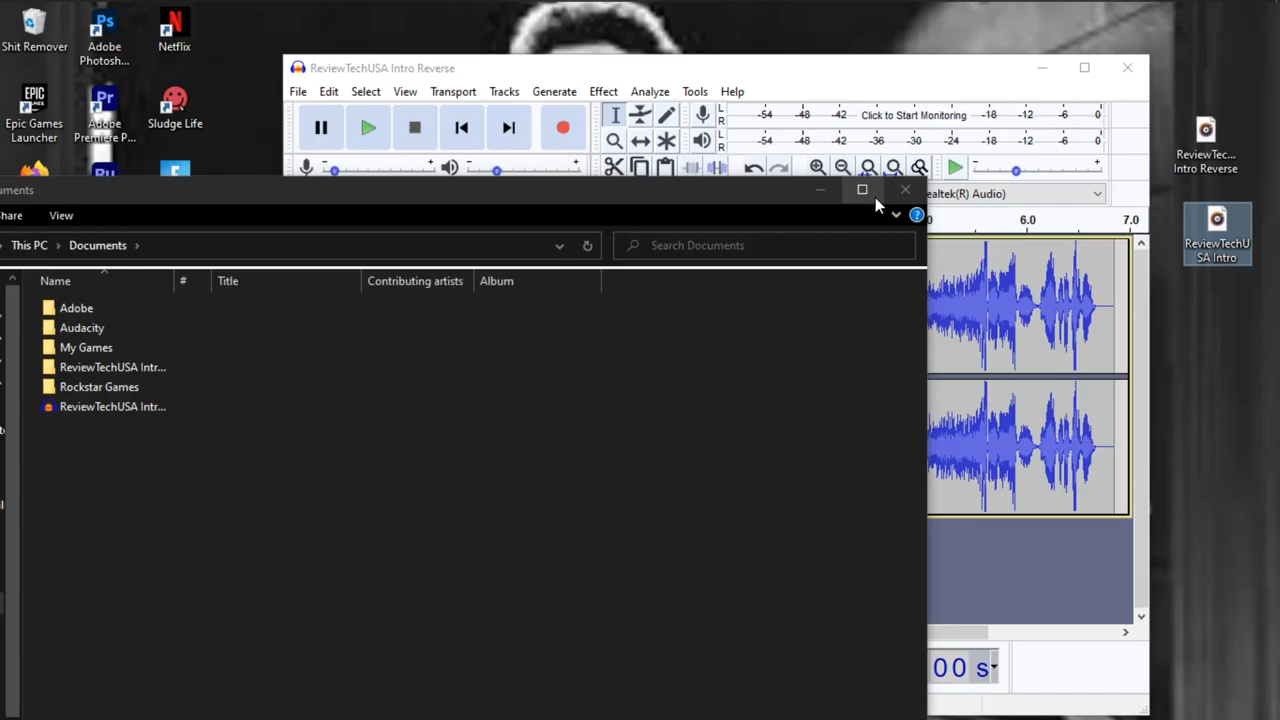 Shit Remover
Adobe
Photosh...
Netflix
Epic Games
Launcher
Adobe
Premiere P...
Sludge Life
ReviewTechUSA Intro Reverse
File Edit Select View Transport Tracks Generate Effect Analyze Tools Help
L
R
-54 -48 -42 Click to Start Monitoring -18 -12 -6 0
L
R
-54 -48 -42 -36 -30 -24 -18 -12 -6 0
ealtek(R) Audio)
0 6.0 7.0
00 s
uments
hare View
This PC > Documents >
Search Documents
Name # Title Contributing artists Album
Adobe
Audacity
My Games
ReviewTechUSA Intr...
Rockstar Games
ReviewTechUSA Intr...
ReviewTec...
Intro Reverse
ReviewTechU
SA Intro